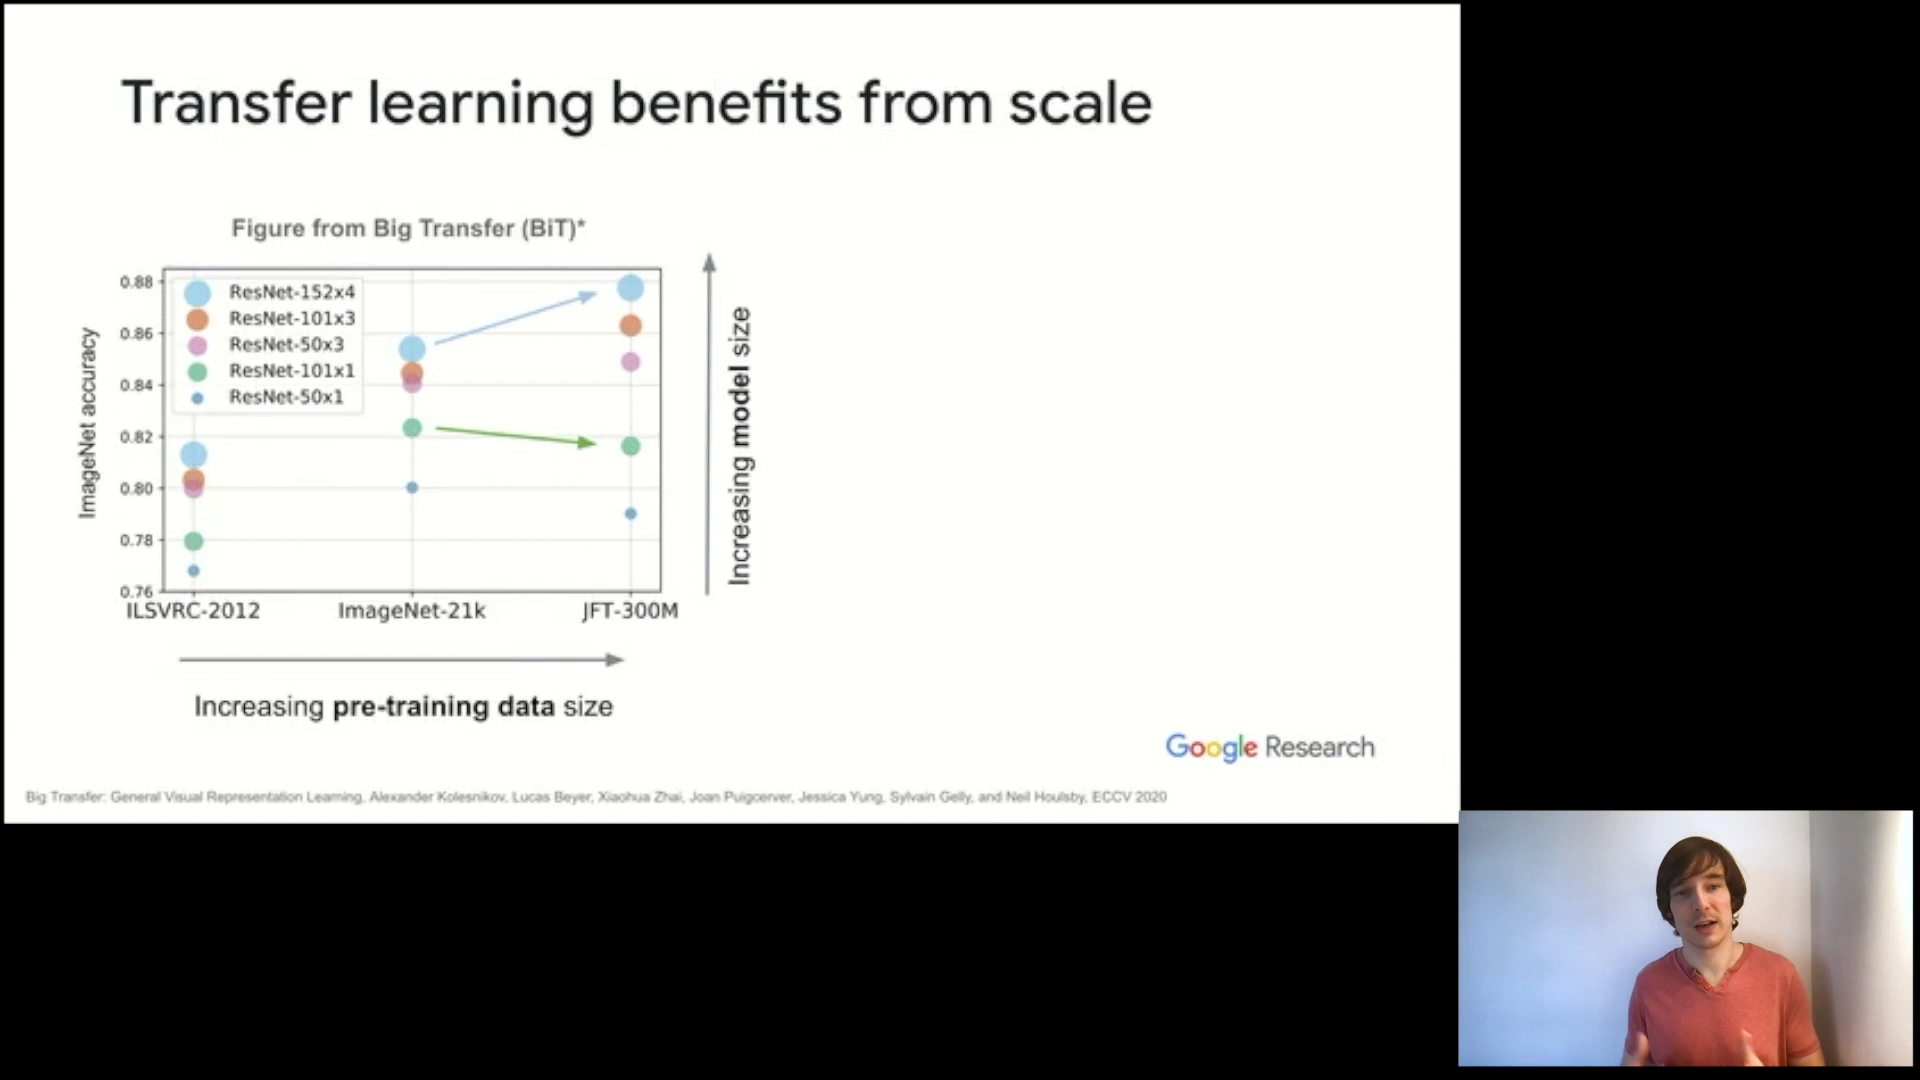 Transfer learning benefits from scale
Figure from Big Transfer (BiT)*
0.88
0.86
0.84
0.82
0.80
0.78
0.76
ImageNet accuracy
ResNet-152x4
ResNet-101x3
ResNet-50x3
ResNet-101x1
ResNet-50x1
Increasing model size
ILSVRC-2012
ImageNet-21k
JFT-300M
Increasing pre-training data size
Google Research
Big Transfer: General Visual Representation Learning, Alexander Kolesnikov, Lucas Beyer, Xiaohua Zhai, Joan Puigcerver, Jessica Yung, Sylvain Gelly, and Neil Houlsby, ECCV 2020